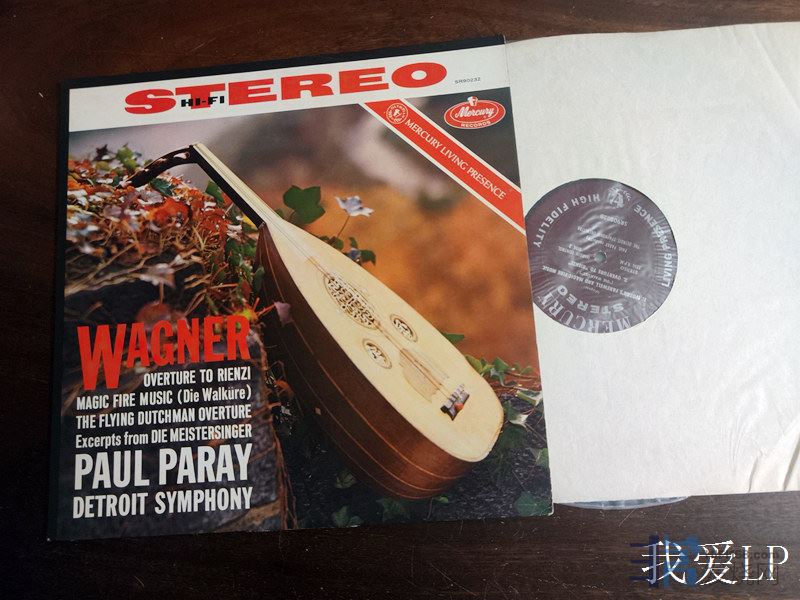 STEREO
HI-FI
SR90232
Mercury
RECORDS
MERCURY LIVING PRESENCE
WAGNER
OVERTURE TO RIENZI
MAGIC FIRE MUSIC (Die Walküre)
THE FLYING DUTCHMAN OVERTURE
Excerpts from DIE MEISTERSINGER
PAUL PARAY
DETROIT SYMPHONY
MERCURY
LIVING PRESENCE
HIGH FIDELITY
STEREO
我爱LP